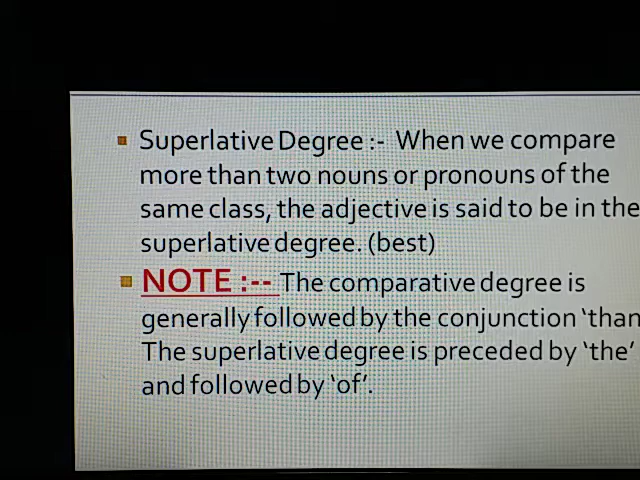 Superlative Degree :- When we compare
more than two nouns or pronouns of the
same class, the adjective is said to be in the
superlative degree. (best)
NOTE :-- The comparative degree is
generally followed by the conjunction ‘than
The superlative degree is preceded by ‘the’
and followed by ‘of’.